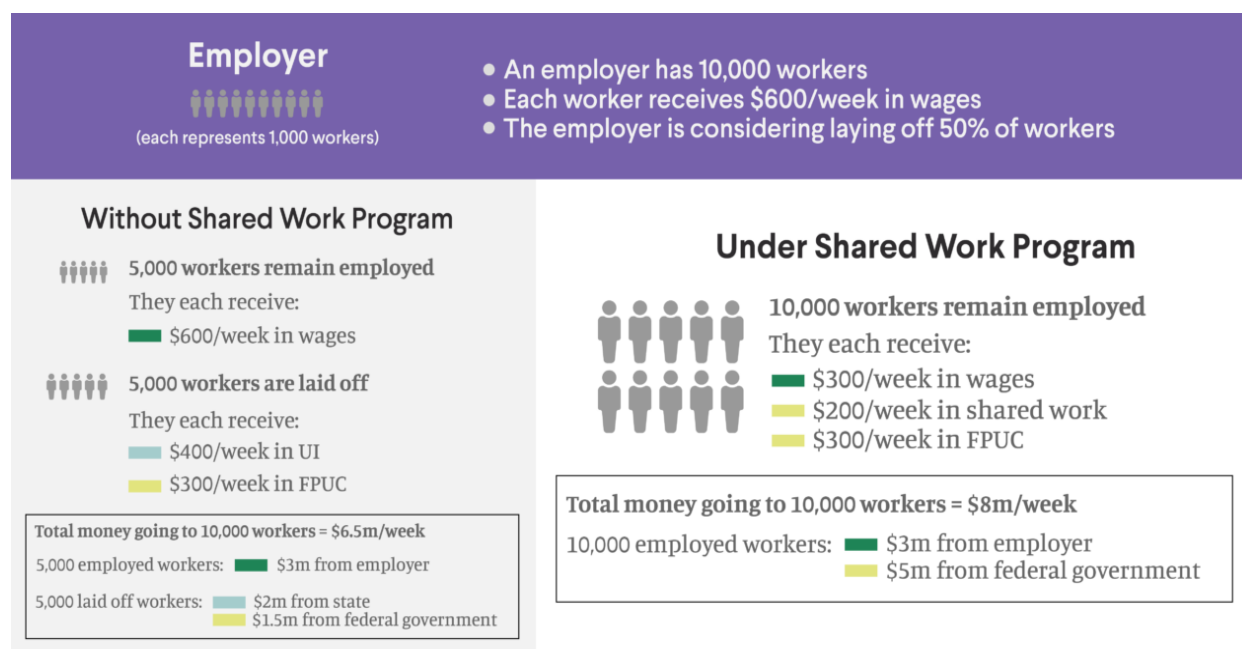 Employer
(each represents 1,000 workers)
● An employer has 10,000 workers
● Each worker receives $600/week in wages
● The employer is considering laying off 50% of workers
Without Shared Work Program
5,000 workers remain employed
They each receive:
$600/week in wages
5,000 workers are laid off
They each receive:
$400/week in UI
$300/week in FPUC
Total money going to 10,000 workers = $6.5m/week
5,000 employed workers: $3m from employer
5,000 laid off workers: $2m from state
$1.5m from federal government
Under Shared Work Program
10,000 workers remain employed
They each receive:
$300/week in wages
$200/week in shared work
$300/week in FPUC
Total money going to 10,000 workers = $8m/week
10,000 employed workers: $3m from employer
$5m from federal government